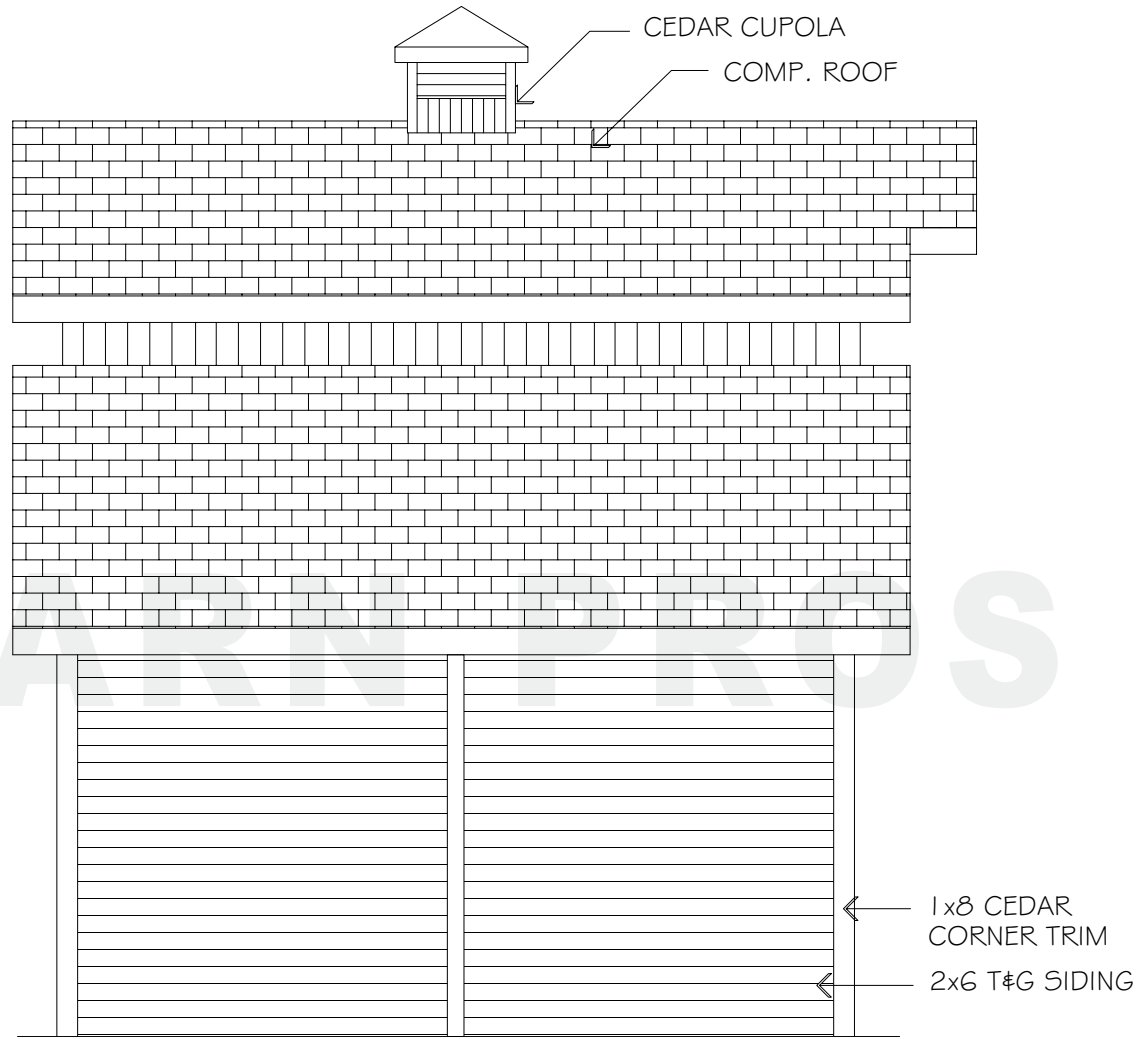 CEDAR CUPOLA
COMP. ROOF
ARN PROS
1x8 CEDAR
CORNER TRIM
2x6 T&G SIDING